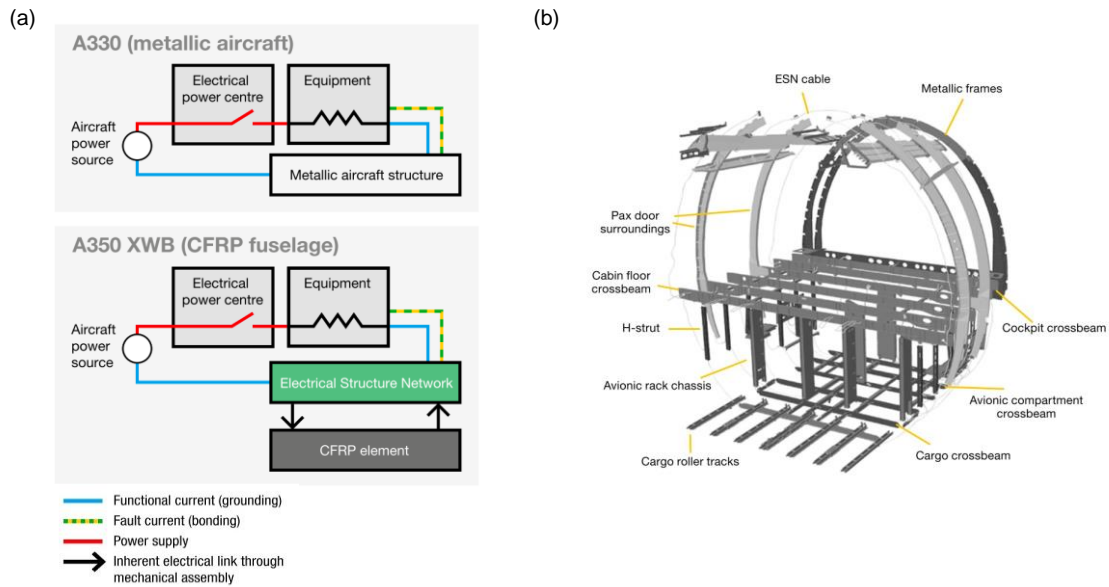 (a)
A330 (metallic aircraft)
Electrical
power centre
Equipment
Aircraft
power
source
Metallic aircraft structure
A350 XWB (CFRP fuselage)
Electrical
power centre
Equipment
Aircraft
power
source
Electrical Structure Network
CFRP element
Functional current (grounding)
Fault current (bonding)
Power supply
Inherent electrical link through
mechanical assembly
(b)
ESN cable
Metallic frames
Pax door
surroundings
Cabin floor
crossbeam
H-strut
Cockpit crossbeam
Avionic rack chassis
Avionic compartment
crossbeam
Cargo roller tracks
Cargo crossbeam